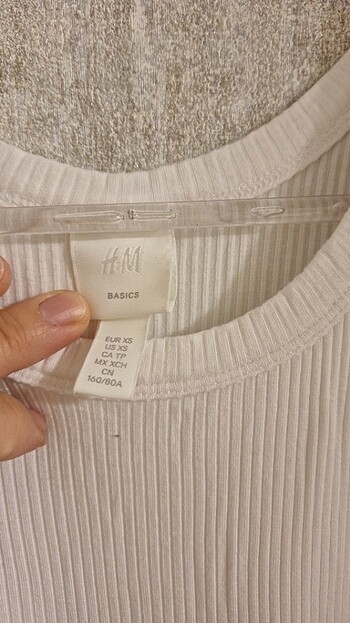 H&M
BASICS
EUR XS
US XS
CA TP
MX XCH
CN
160/80A